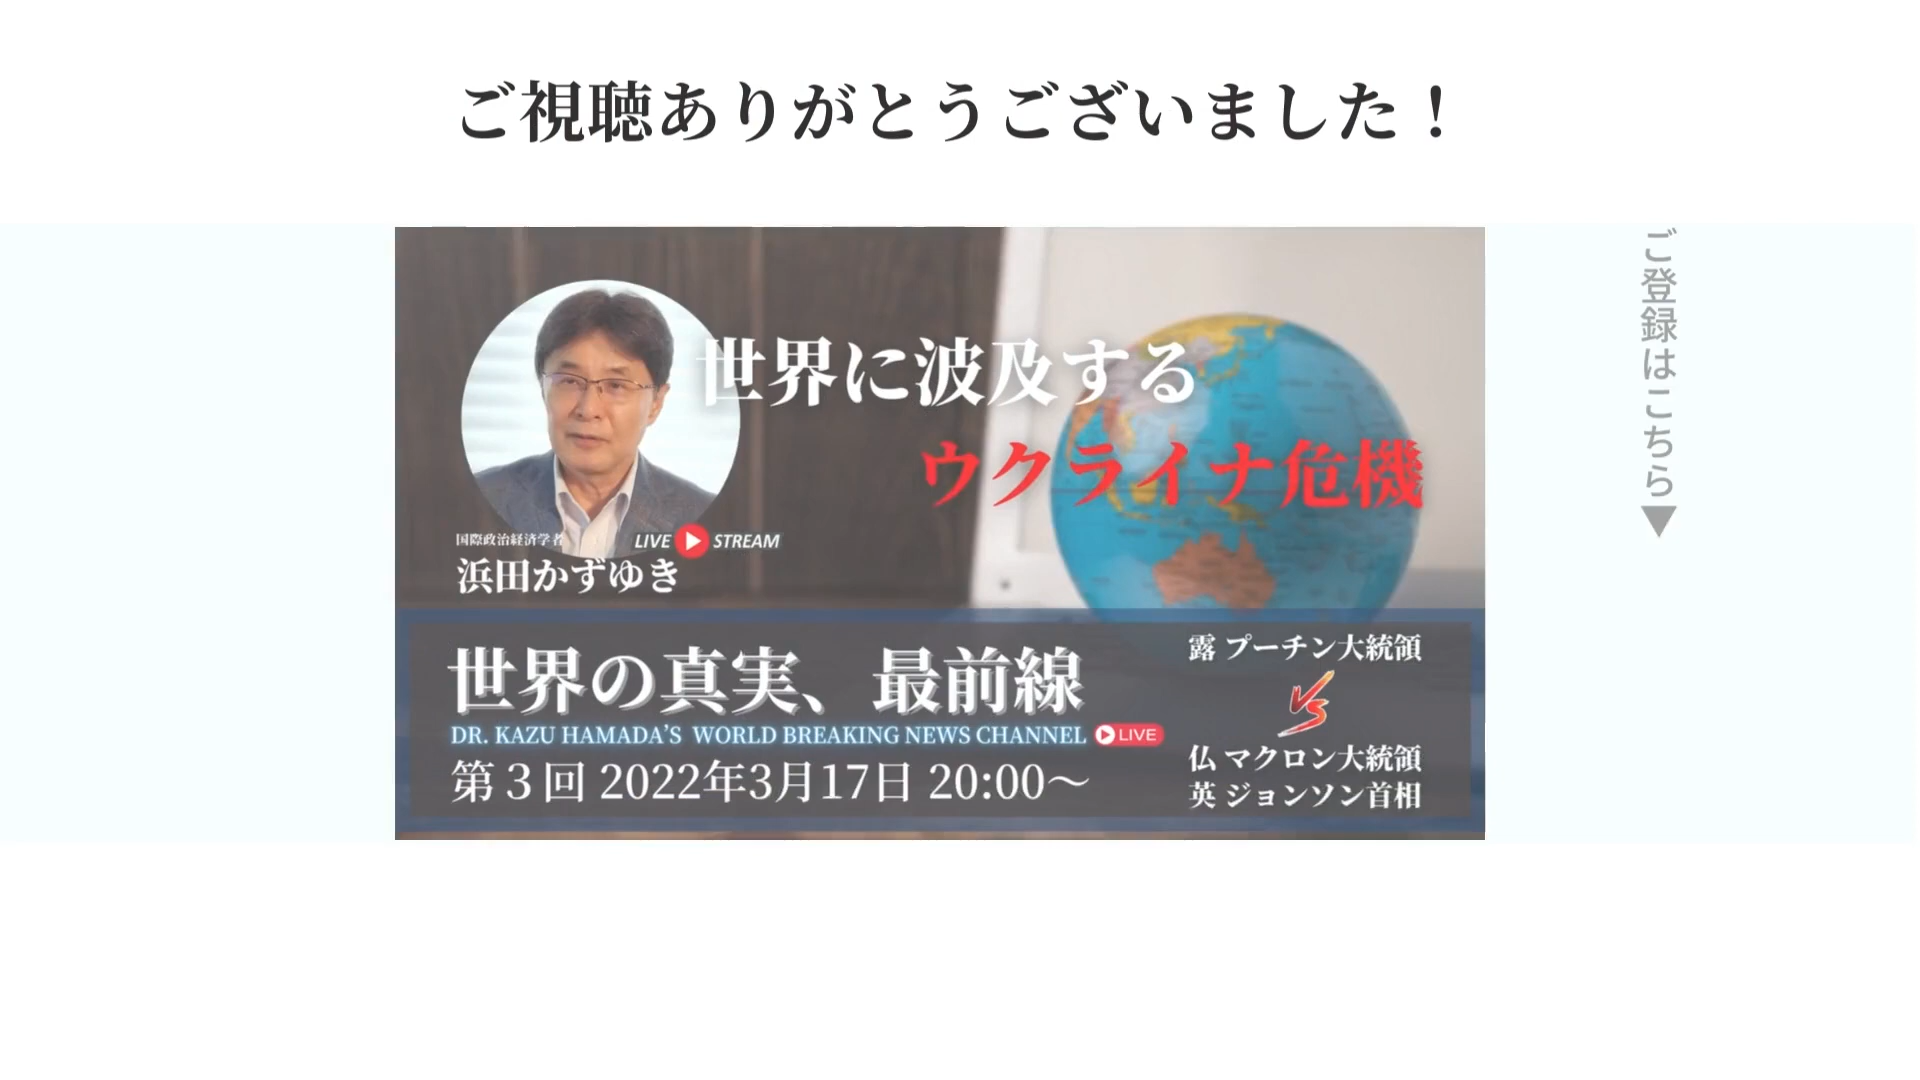 ご視聴ありがとうございました！
ご登録はこちら▼
世界に波及する
ウクライナ危機
国際政治経済学者
LIVE STREAM
浜田かずゆき
世界の真実、最前線
DR. KAZU HAMADA'S WORLD BREAKING NEWS CHANNEL LIVE
第３回 2022年3月17日 20:00～
露 プーチン大統領
VS
仏 マクロン大統領
英 ジョンソン首相